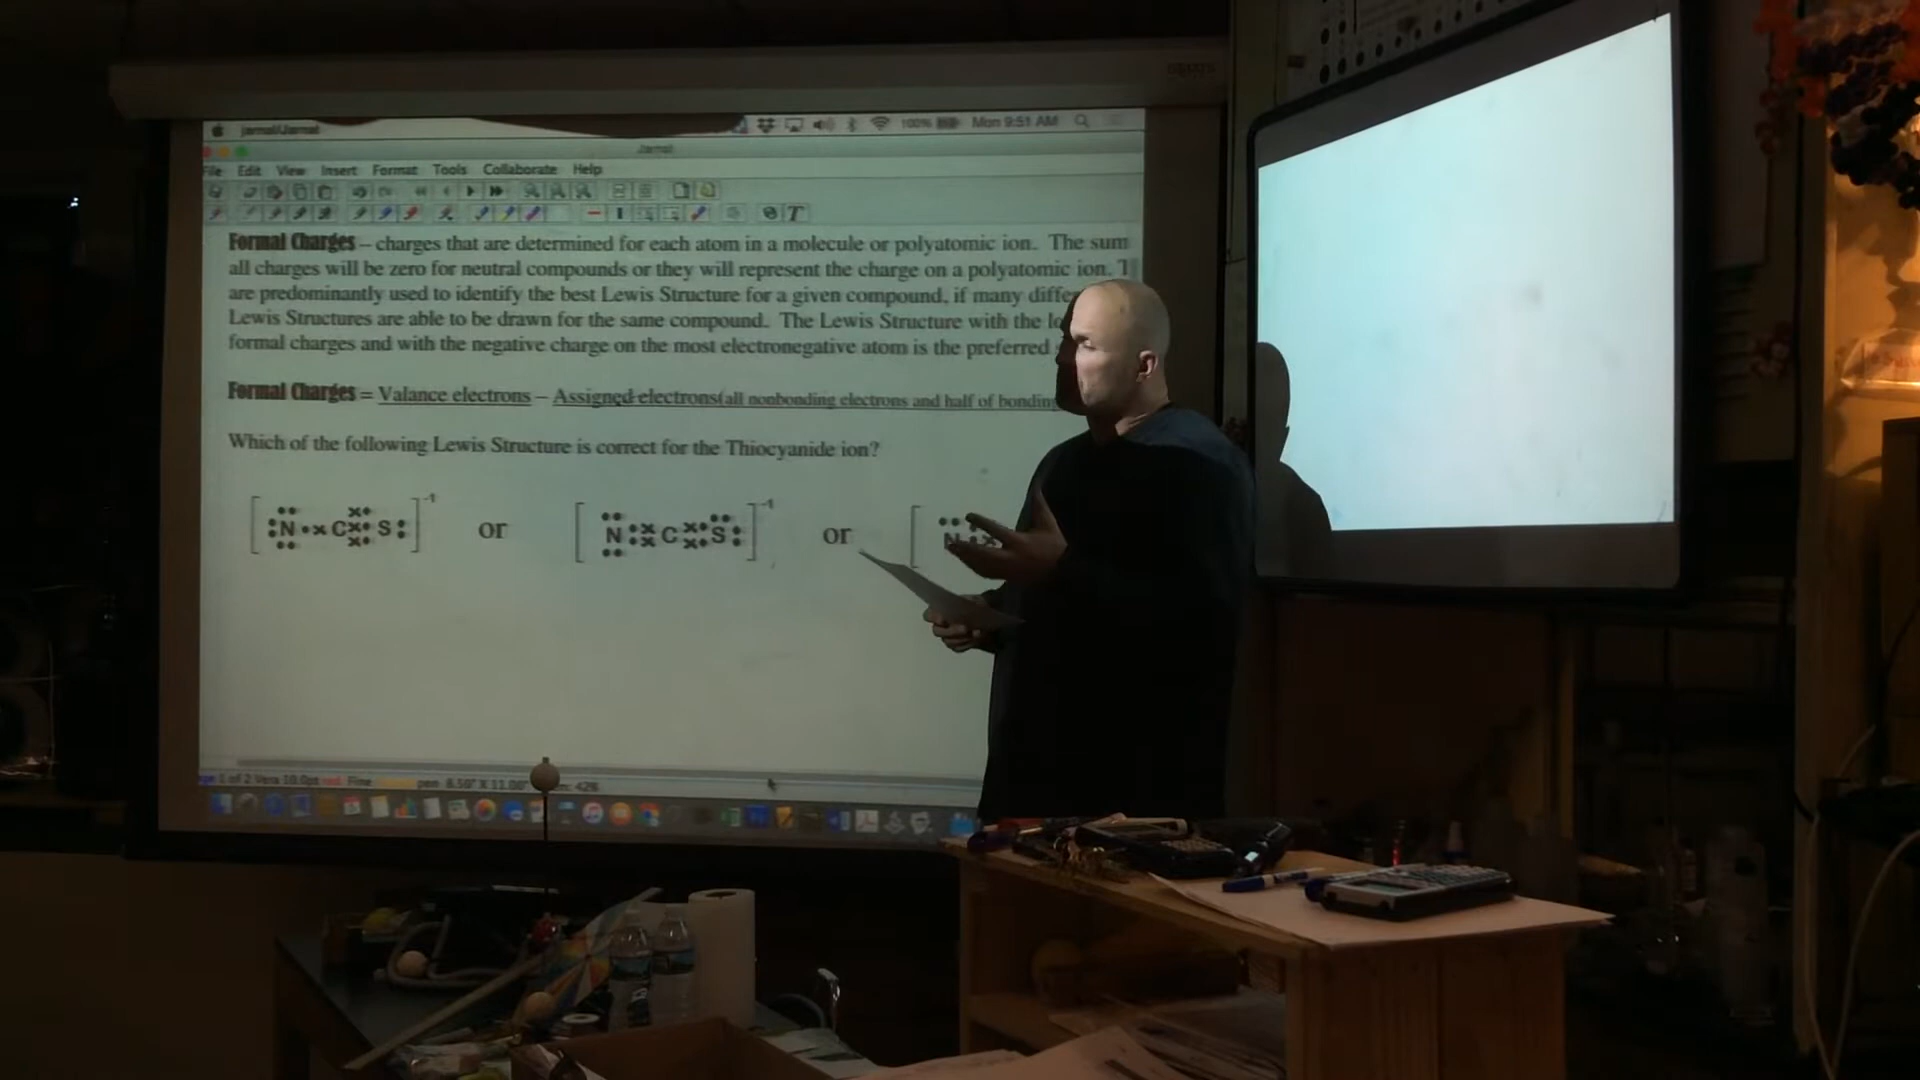 jarnal/Jarnal
100%
Mon 9:51 AM
Jarnal
File Edit View Insert Format Tools Collaborate Help
T
Formal Charges – charges that are determined for each atom in a molecule or polyatomic ion. The sum
all charges will be zero for neutral compounds or they will represent the charge on a polyatomic ion. T
are predominantly used to identify the best Lewis Structure for a given compound, if many diffe
Lewis Structures are able to be drawn for the same compound. The Lewis Structure with the lo
formal charges and with the negative charge on the most electronegative atom is the preferred
Formal Charges = Valance electrons – Assigned electrons(all nonbonding electrons and half of bonding
Which of the following Lewis Structure is correct for the Thiocyanide ion?
[ N C S ]-1 or [ N C S ]-1 or [ N